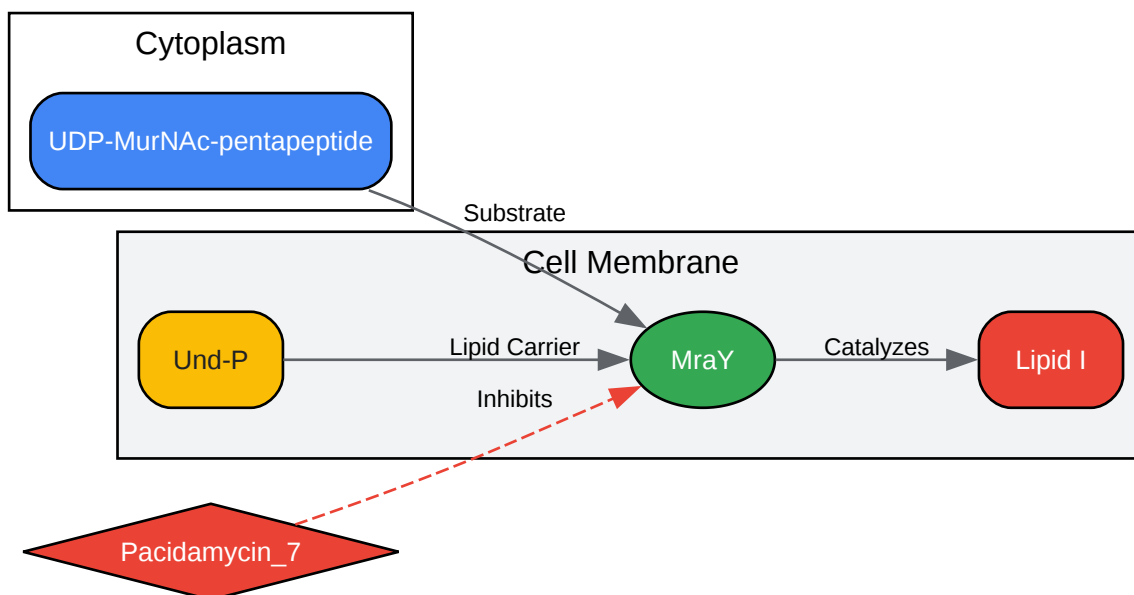 Cytoplasm
UDP-MurNAc-pentapeptide
Substrate
Cell Membrane
Und-P
Lipid Carrier
MraY
Catalyzes
Lipid I
Inhibits
Pacidamycin_7